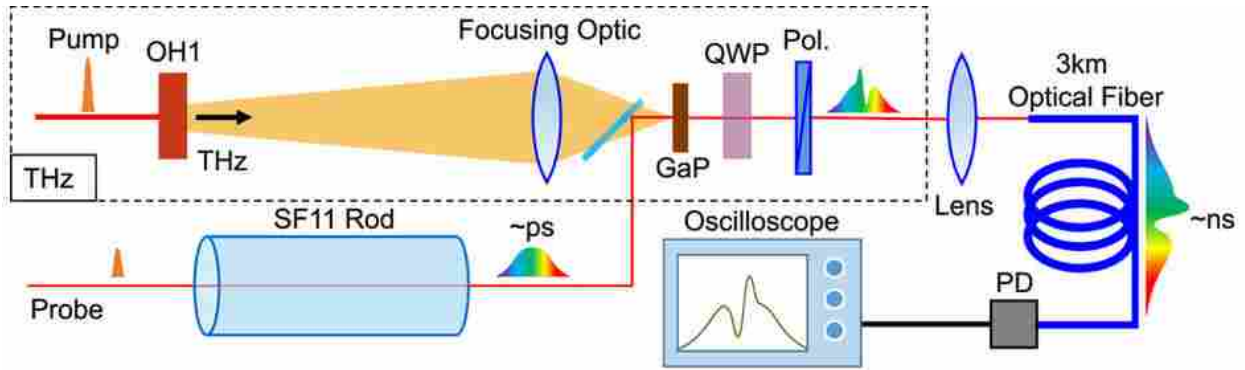 Pump
OH1
Focusing Optic
QWP
Pol.
3km
Optical Fiber
THz
GaP
THz
Lens
SF11 Rod
~ps
Oscilloscope
~ns
PD
Probe